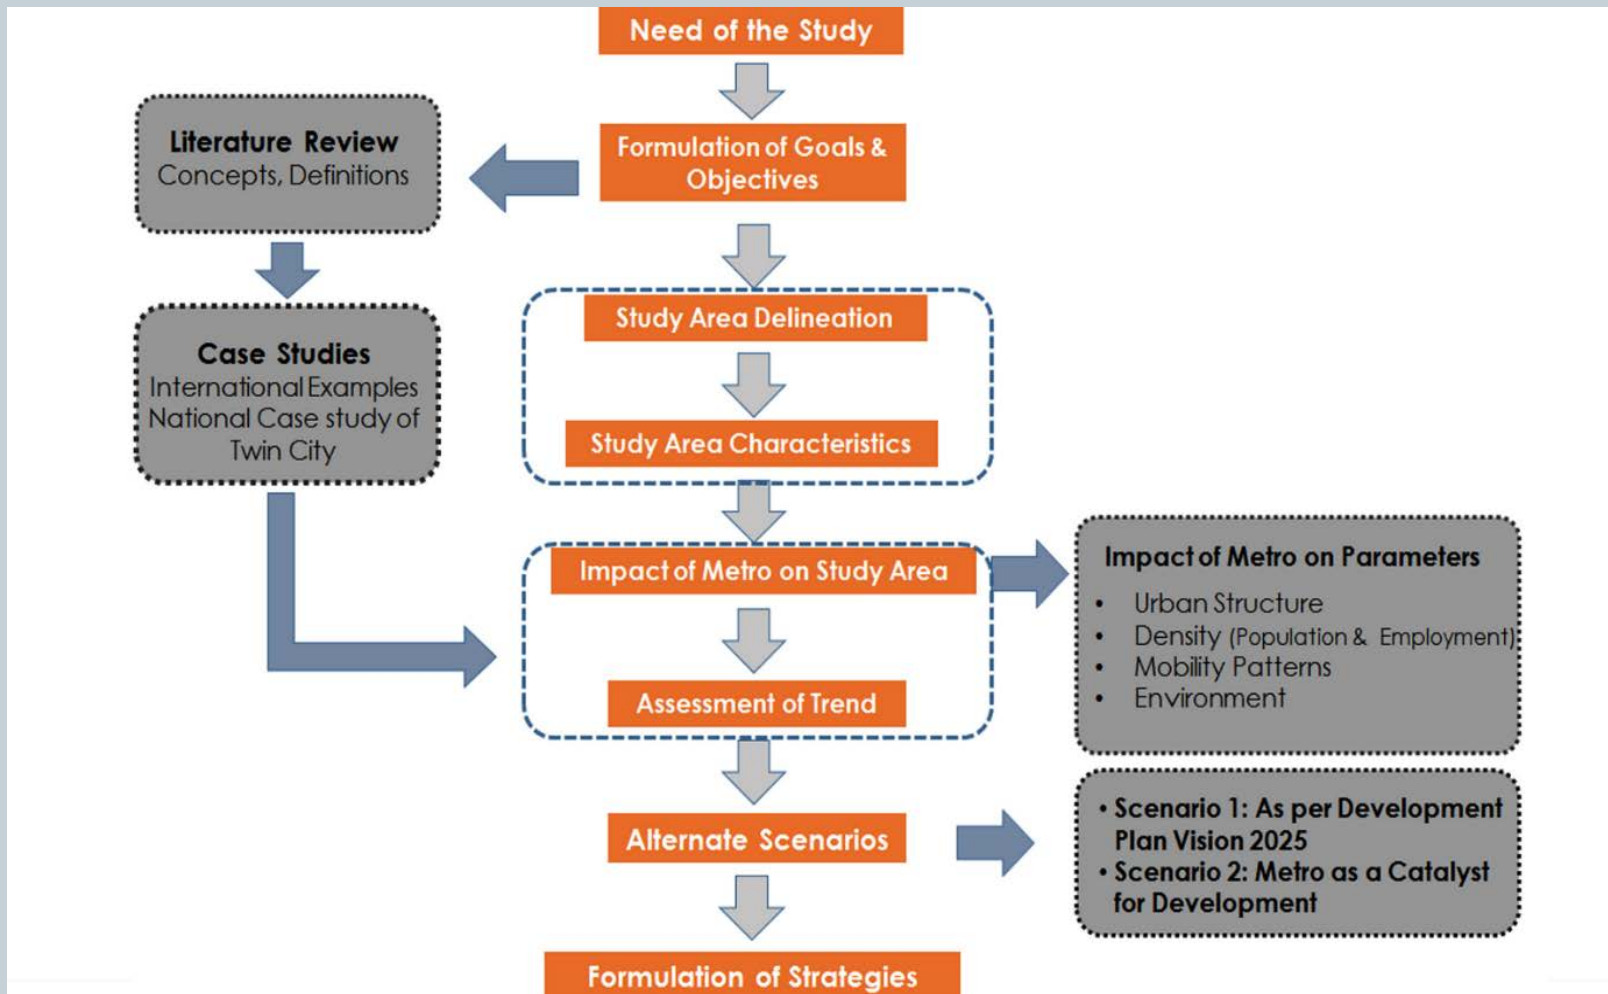 Need of the Study
Formulation of Goals &
Objectives
Literature Review
Concepts, Definitions
Case Studies
International Examples
National Case study of
Twin City
Study Area Delineation
Study Area Characteristics
Impact of Metro on Study Area
Assessment of Trend
Impact of Metro on Parameters
• Urban Structure
• Density (Population & Employment)
• Mobility Patterns
• Environment
Alternate Scenarios
• Scenario 1: As per Development
Plan Vision 2025
• Scenario 2: Metro as a Catalyst
for Development
Formulation of Strategies